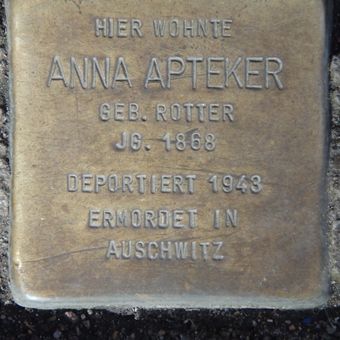 HIER WOHNTE
ANNA APTEKER
GEB. ROTTER
JG. 1868
DEPORTIERT 1943
ERMORDET IN
AUSCHWITZ